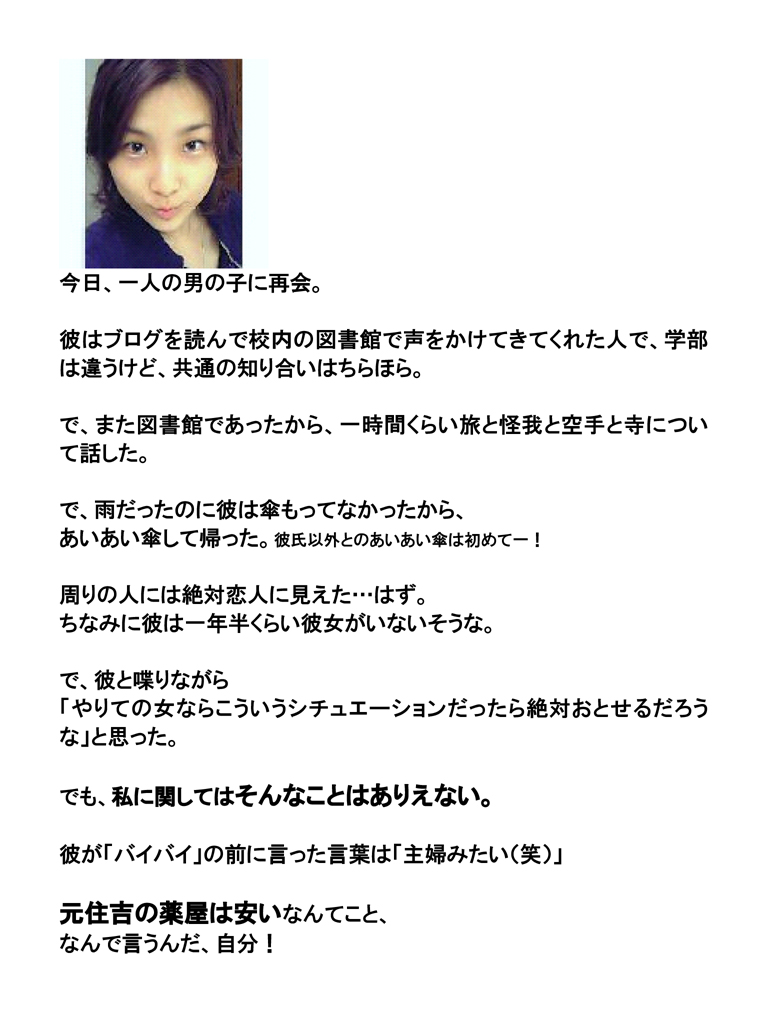 今日、一人の男の子に再会。
彼はブログを読んで校内の図書館で声をかけてきてくれた人で、学部
は違うけど、共通の知り合いはちらほら。
で、また図書館であったから、一時間くらい旅と怪我と空手と寺につい
て話した。
で、雨だったのに彼は傘もってなかったから、
あいあい傘して帰った。彼氏以外とのあいあい傘は初めてー！
周りの人には絶対恋人に見えた…はず。
ちなみに彼は一年半くらい彼女がいないそうな。
で、彼と喋りながら
「やりての女ならこういうシチュエーションだったら絶対おとせるだろう
な」と思った。
でも、私に関してはそんなことはありえない。
彼が「バイバイ」の前に言った言葉は「主婦みたい（笑）」
元住吉の薬屋は安いなんてこと、
なんで言うんだ、自分！